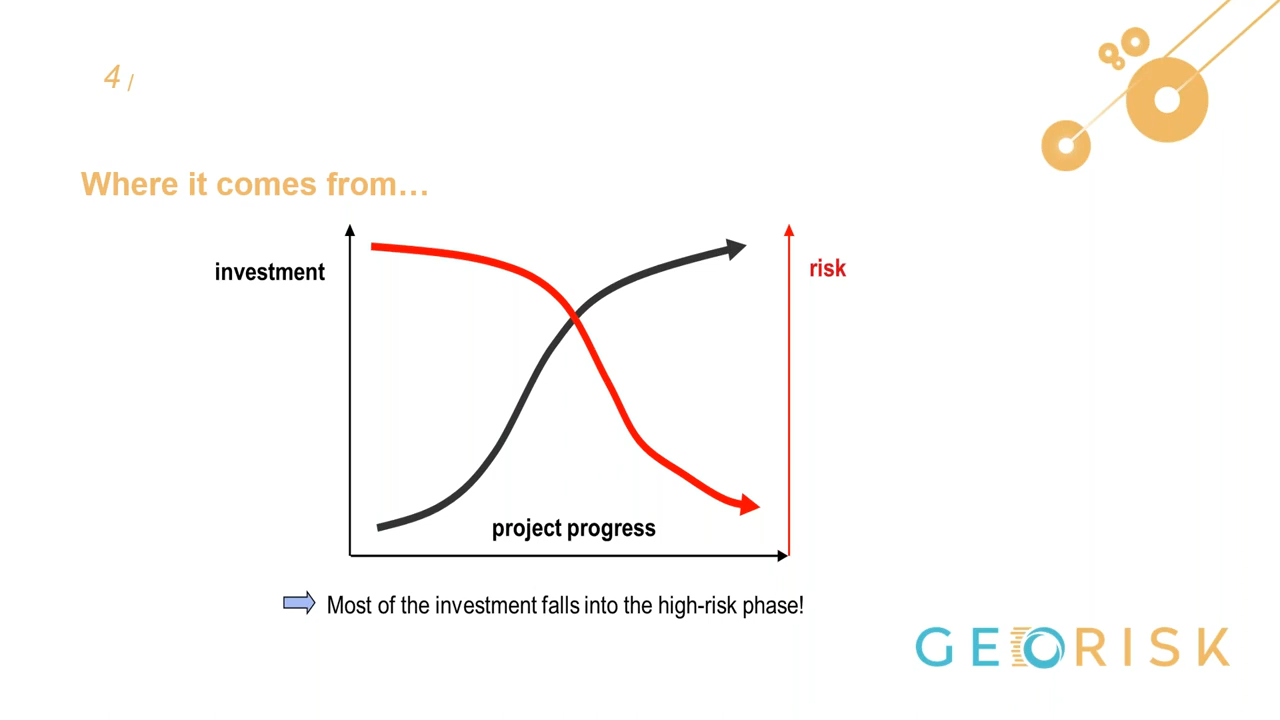 4 /
Where it comes from…
investment
risk
project progress
Most of the investment falls into the high-risk phase!
GEORISK